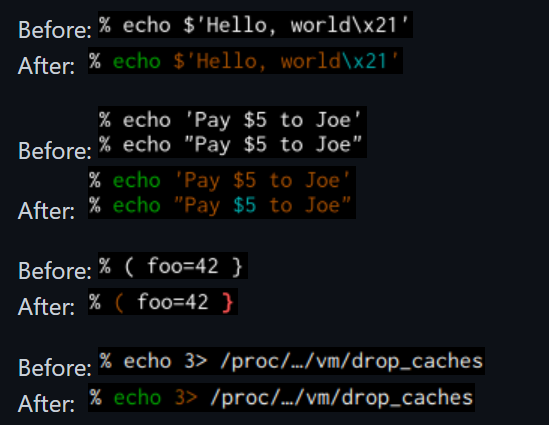 Before: % echo $'Hello, world\x21'
After: % echo $'Hello, world\x21'
% echo 'Pay $5 to Joe'
Before: % echo "Pay $5 to Joe"
% echo 'Pay $5 to Joe'
After: % echo "Pay $5 to Joe"
Before: % ( foo=42 }
After: % ( foo=42 }
Before: % echo 3> /proc/…/vm/drop_caches
After: % echo 3> /proc/…/vm/drop_caches